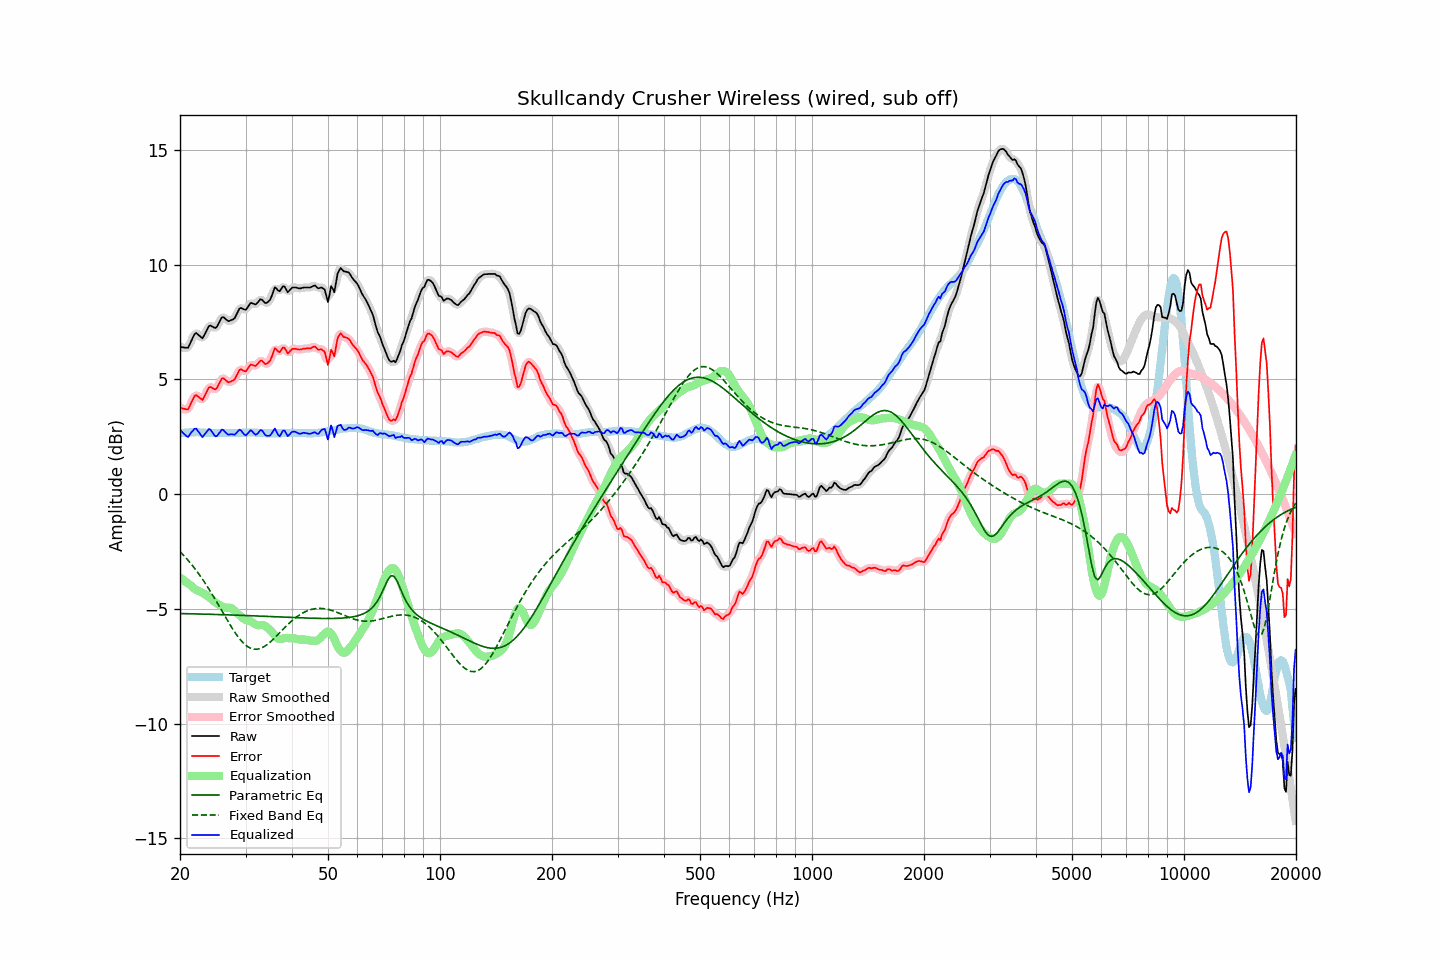 Skullcandy Crusher Wireless (wired, sub off)
Amplitude (dBr)
15
10
5
0
−5
−10
−15
Target
Raw Smoothed
Error Smoothed
Raw
Error
Equalization
Parametric Eq
Fixed Band Eq
Equalized
20 50 100 200 500 1000 2000 5000 10000 20000
Frequency (Hz)